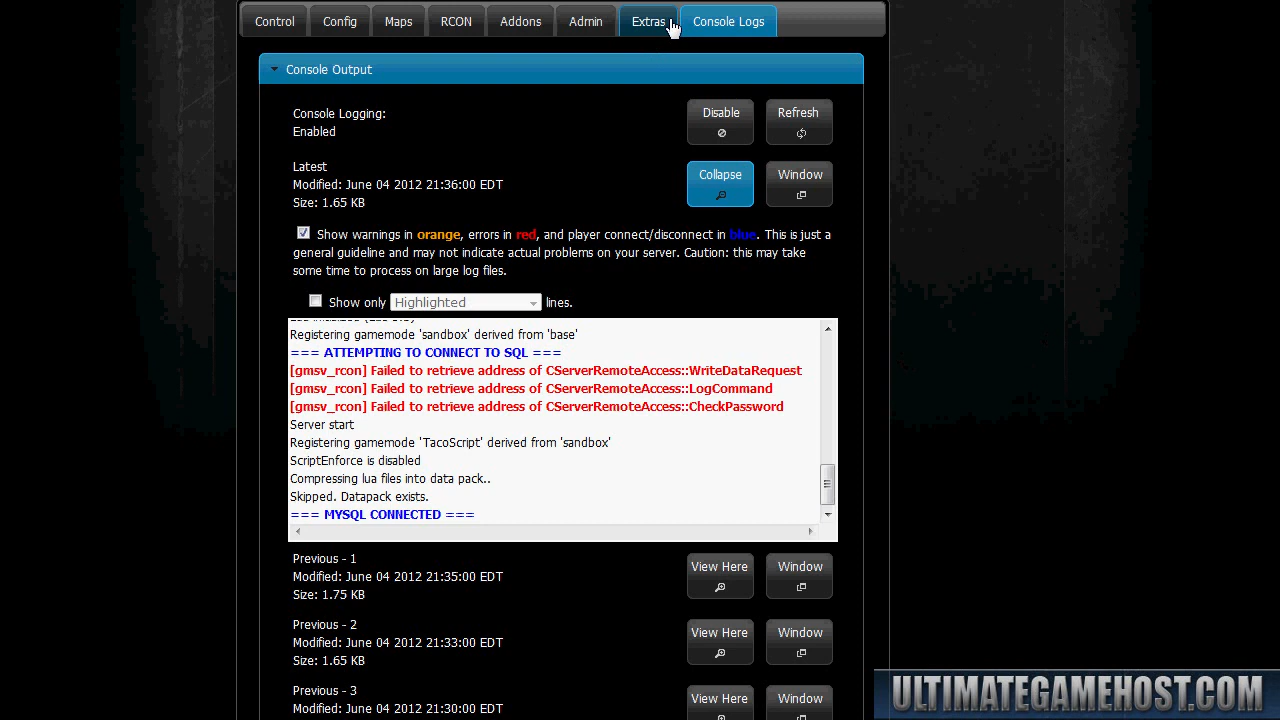 Control Config Maps RCON Addons Admin Extras Console Logs
Console Output
Console Logging:
Enabled
Disable
Refresh
Latest
Modified: June 04 2012 21:36:00 EDT
Size: 1.65 KB
Collapse
Window
Show warnings in orange, errors in red, and player connect/disconnect in blue. This is just a
general guideline and may not indicate actual problems on your server. Caution: this may take
some time to process on large log files.
Show only Highlighted lines.
Registering gamemode 'sandbox' derived from 'base'
=== ATTEMPTING TO CONNECT TO SQL ===
[gmsv_rcon] Failed to retrieve address of CServerRemoteAccess::WriteDataRequest
[gmsv_rcon] Failed to retrieve address of CServerRemoteAccess::LogCommand
[gmsv_rcon] Failed to retrieve address of CServerRemoteAccess::CheckPassword
Server start
Registering gamemode 'TacoScript' derived from 'sandbox'
ScriptEnforce is disabled
Compressing lua files into data pack..
Skipped. Datapack exists.
=== MYSQL CONNECTED ===
Previous - 1
Modified: June 04 2012 21:35:00 EDT
Size: 1.75 KB
View Here
Window
Previous - 2
Modified: June 04 2012 21:33:00 EDT
Size: 1.65 KB
View Here
Window
Previous - 3
Modified: June 04 2012 21:30:00 EDT
View Here
Window
ULTIMATEGAMEHOST.COM